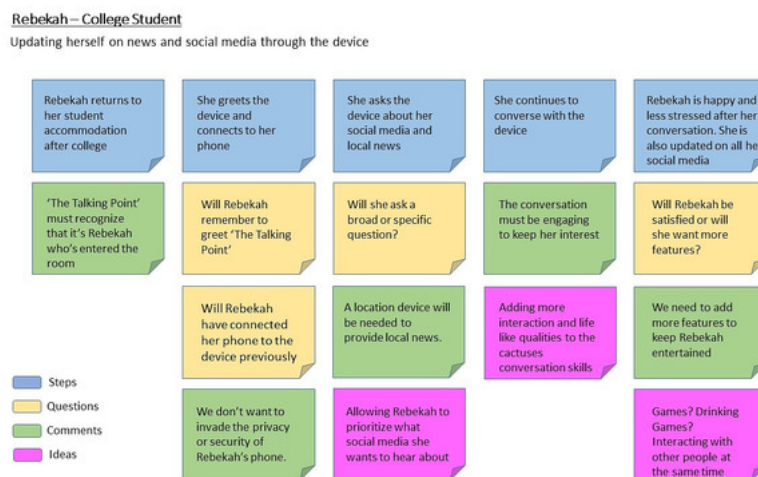 Rebekah – College Student
Updating herself on news and social media through the device
Rebekah returns to
her student
accommodation
after college
She greets the
device and
connects to her
phone
She asks the
device about her
social media and
local news
She continues to
converse with the
device
Rebekah is happy and
less stressed after her
conversation. She is
also updated on all he
social media
'The Talking Point'
must recognize
that it's Rebekah
who's entered the
room
Will Rebekah
remember to
greet 'The Talking
Point'
Will she ask a
broad or specific
question?
The conversation
must be engaging
to keep her interest
Will Rebekah be
satisfied or will
she want more
features?
Will Rebekah
have connected
her phone to the
device previously
A location device will
be needed to
provide local news.
Adding more
interaction and life
like qualities to the
cactuses
conversation skills
We need to add
more features to
keep Rebekah
entertained
We don't want to
invade the privacy
or security of
Rebekah's phone.
Allowing Rebekah to
prioritize what
social media she
wants to hear about
Games? Drinking
Games?
Interacting with
other people at
the same time
Steps
Questions
Comments
Ideas